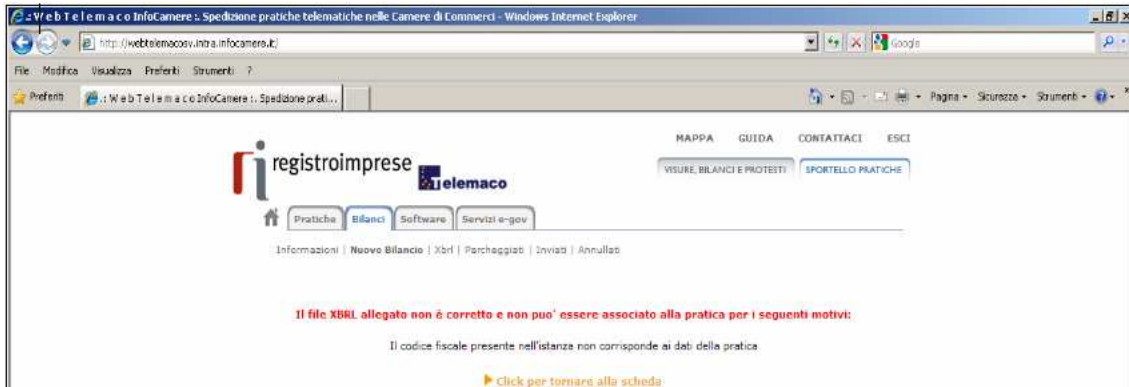 .: W e b T e l e m a c o InfoCamere :. Spedizione pratiche telematiche nelle Camere di Commerci - Windows Internet Explorer
http://webtelemacosv.intra.infocamere.it/
Google
File Modifica Visualizza Preferiti Strumenti ?
Preferiti .: W e b T e l e m a c o InfoCamere :. Spedizione prati... Pagina Sicurezza Strumenti
MAPPA GUIDA CONTATTACI ESCI
registroimprese Telemaco
VISURE, BILANCI E PROTESTI SPORTELLO PRATICHE
Pratiche Bilanci Software Servizi e-gov
Informazioni | Nuovo Bilancio | Xbrl | Parcheggiati | Inviati | Annullati
Il file XBRL allegato non è corretto e non puo' essere associato alla pratica per i seguenti motivi:
Il codice fiscale presente nell'istanza non corrisponde ai dati della pratica
Click per tornare alla scheda